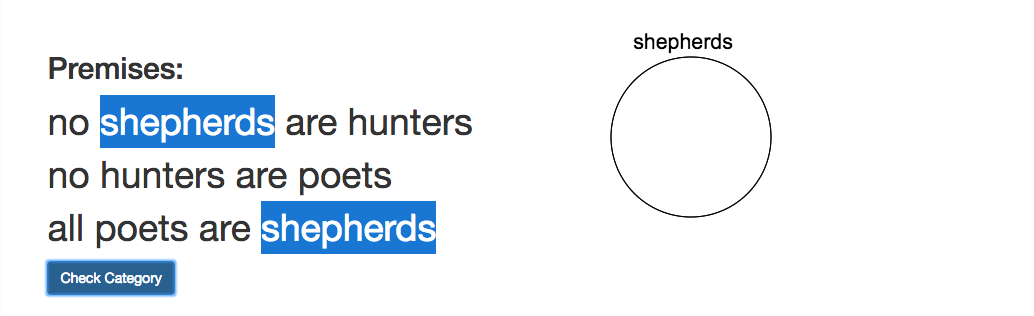 Premises:
no shepherds are hunters
no hunters are poets
all poets are shepherds
Check Category
shepherds